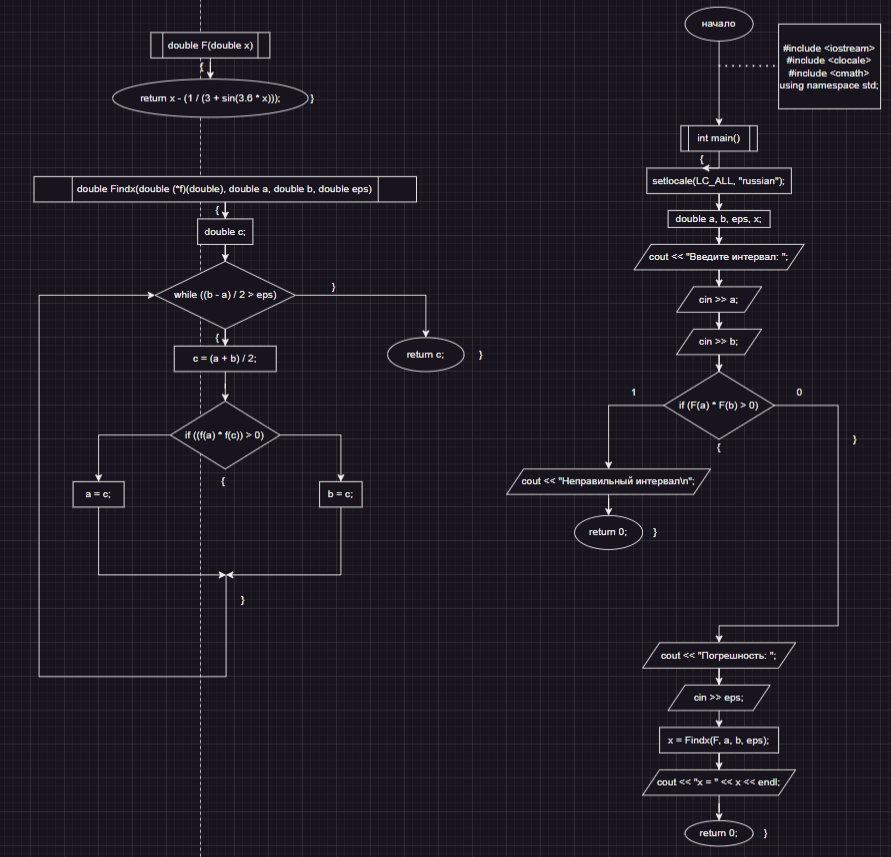 double F(double x)
{
return x - (1 / (3 + sin(3.6 * x)));
}
double Findx(double (*f)(double), double a, double b, double eps)
{
double c;
while ((b - a) / 2 > eps)
}
{
c = (a + b) / 2;
return c;
}
if ((f(a) * f(c)) > 0)
{
a = c;
b = c;
}
начало
#include <iostream>
#include <clocale>
#include <cmath>
using namespace std;
int main()
{
setlocale(LC_ALL, "russian");
double a, b, eps, x;
cout << "Введите интервал: ";
cin >> a;
cin >> b;
1
0
if (F(a) * F(b) > 0)
}
{
cout << "Неправильный интервал\n";
return 0;
}
cout << "Погрешность: ";
cin >> eps;
x = Findx(F, a, b, eps);
cout << "x = " << x << endl;
return 0;
}